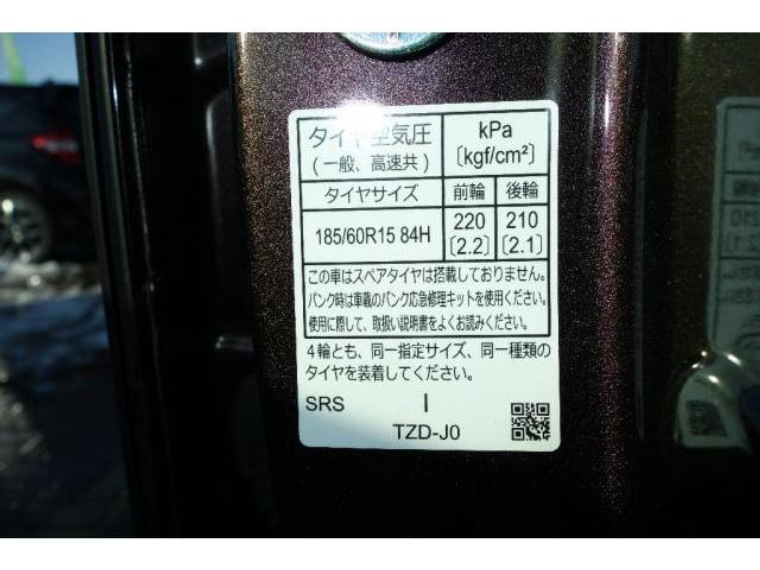 タイヤ空気圧
(一般、高速共)
kPa
〔kgf/cm²〕
タイヤサイズ 前輪 後輪
185/60R15 84H 220 210
〔2.2〕〔2.1〕
この車はスペアタイヤは搭載しておりません。
パンク時は車載のパンク応急修理キットを使用ください。
使用に際して、取扱い説明書をよくお読みください。
4輪とも、同一指定サイズ、同一種類の
タイヤを装着してください。
SRS I
TZD-J0